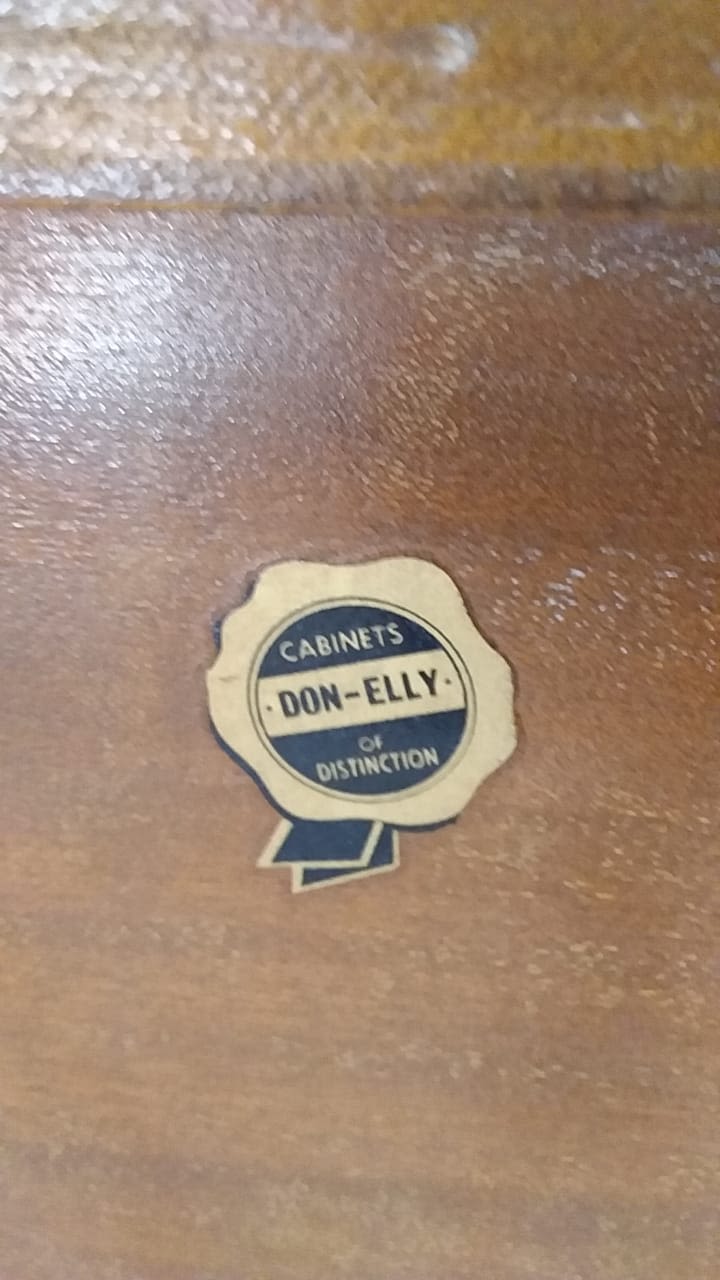 CABINETS
·DON-ELLY·
OF
DISTINCTION